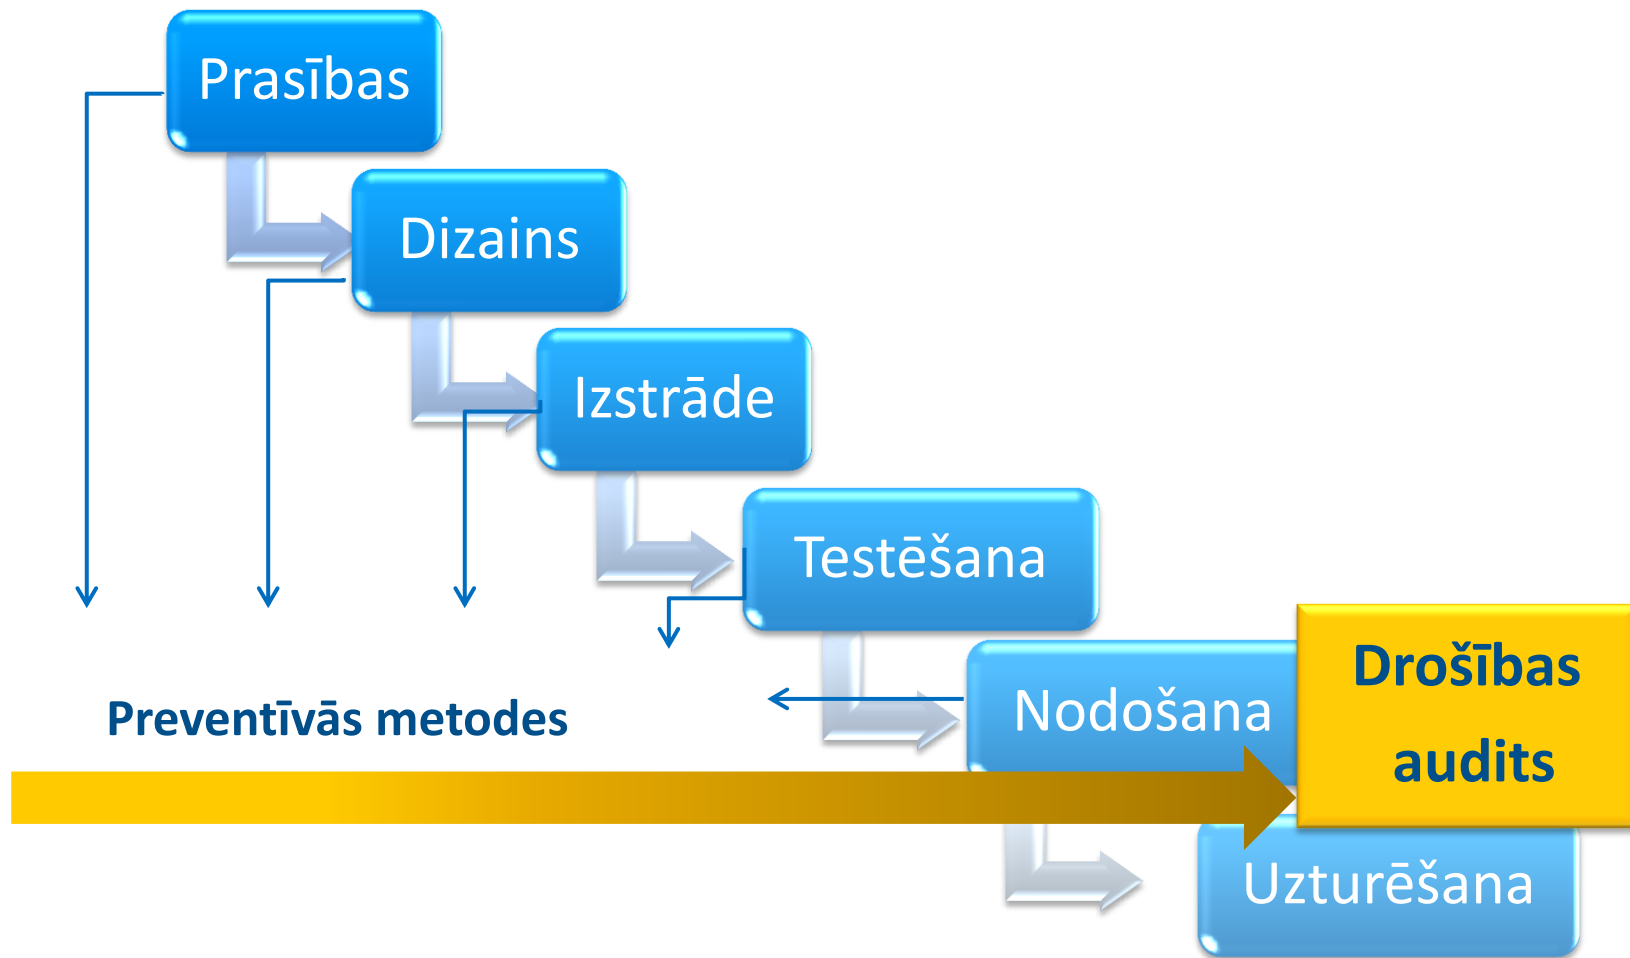 Prasības
Dizains
Izstrāde
Testēšana
Nodošana
Drošības
audits
Preventīvās metodes
Uzturēšana